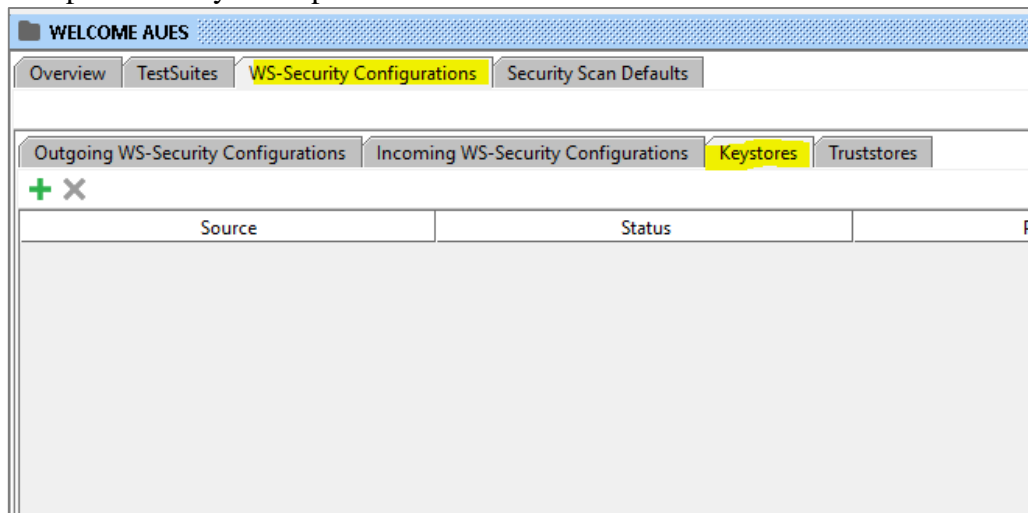 WELCOME AUES
Overview TestSuites WS-Security Configurations Security Scan Defaults
Outgoing WS-Security Configurations Incoming WS-Security Configurations Keystores Truststores
Source Status